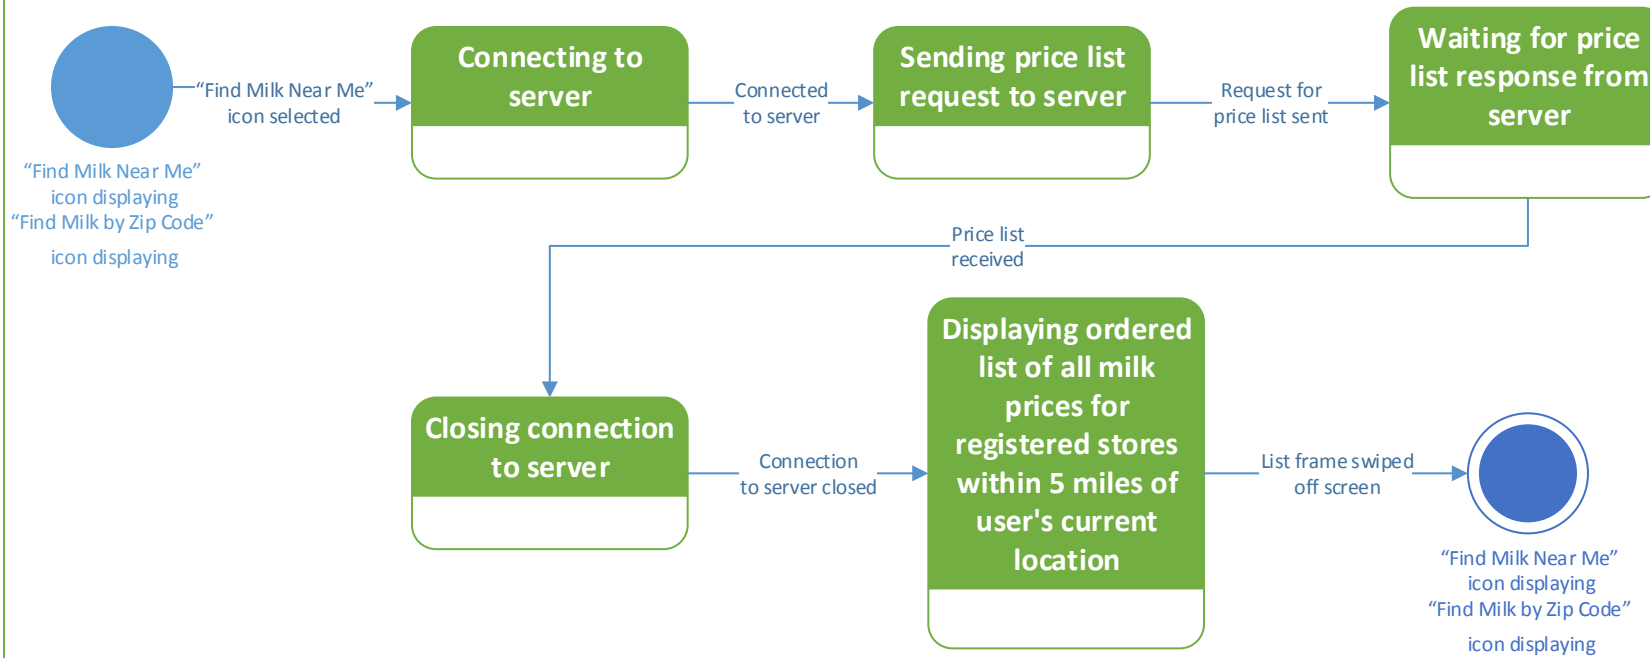 “Find Milk Near Me”
icon displaying
“Find Milk by Zip Code”
icon displaying
“Find Milk Near Me”
icon selected
Connecting to
server
Connected
to server
Sending price list
request to server
Request for
price list sent
Waiting for price
list response from
server
Price list
received
Closing connection
to server
Connection
to server closed
Displaying ordered
list of all milk
prices for
registered stores
within 5 miles of
user's current
location
List frame swiped
off screen
“Find Milk Near Me”
icon displaying
“Find Milk by Zip Code”
icon displaying